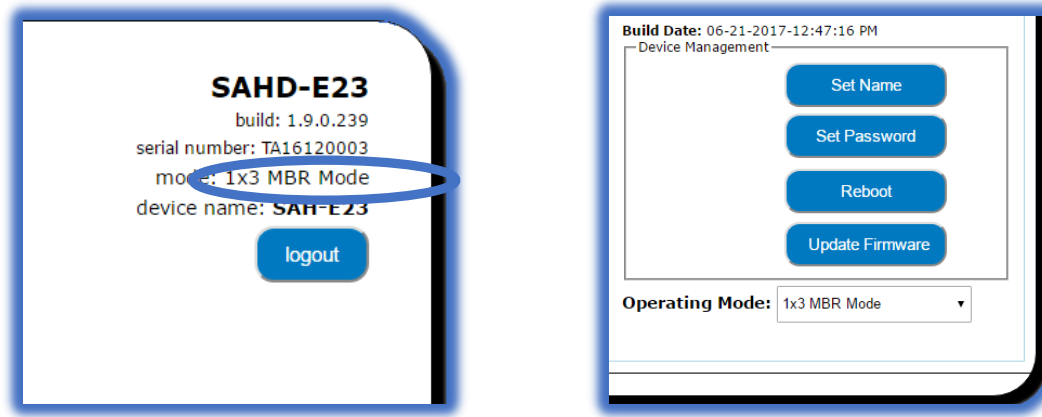 SAHD-E23
build: 1.9.0.239
serial number: TA16120003
mode: 1x3 MBR Mode
device name: SAH-E23
logout
Build Date: 06-21-2017-12:47:16 PM
Device Management
Set Name
Set Password
Reboot
Update Firmware
Operating Mode: 1x3 MBR Mode